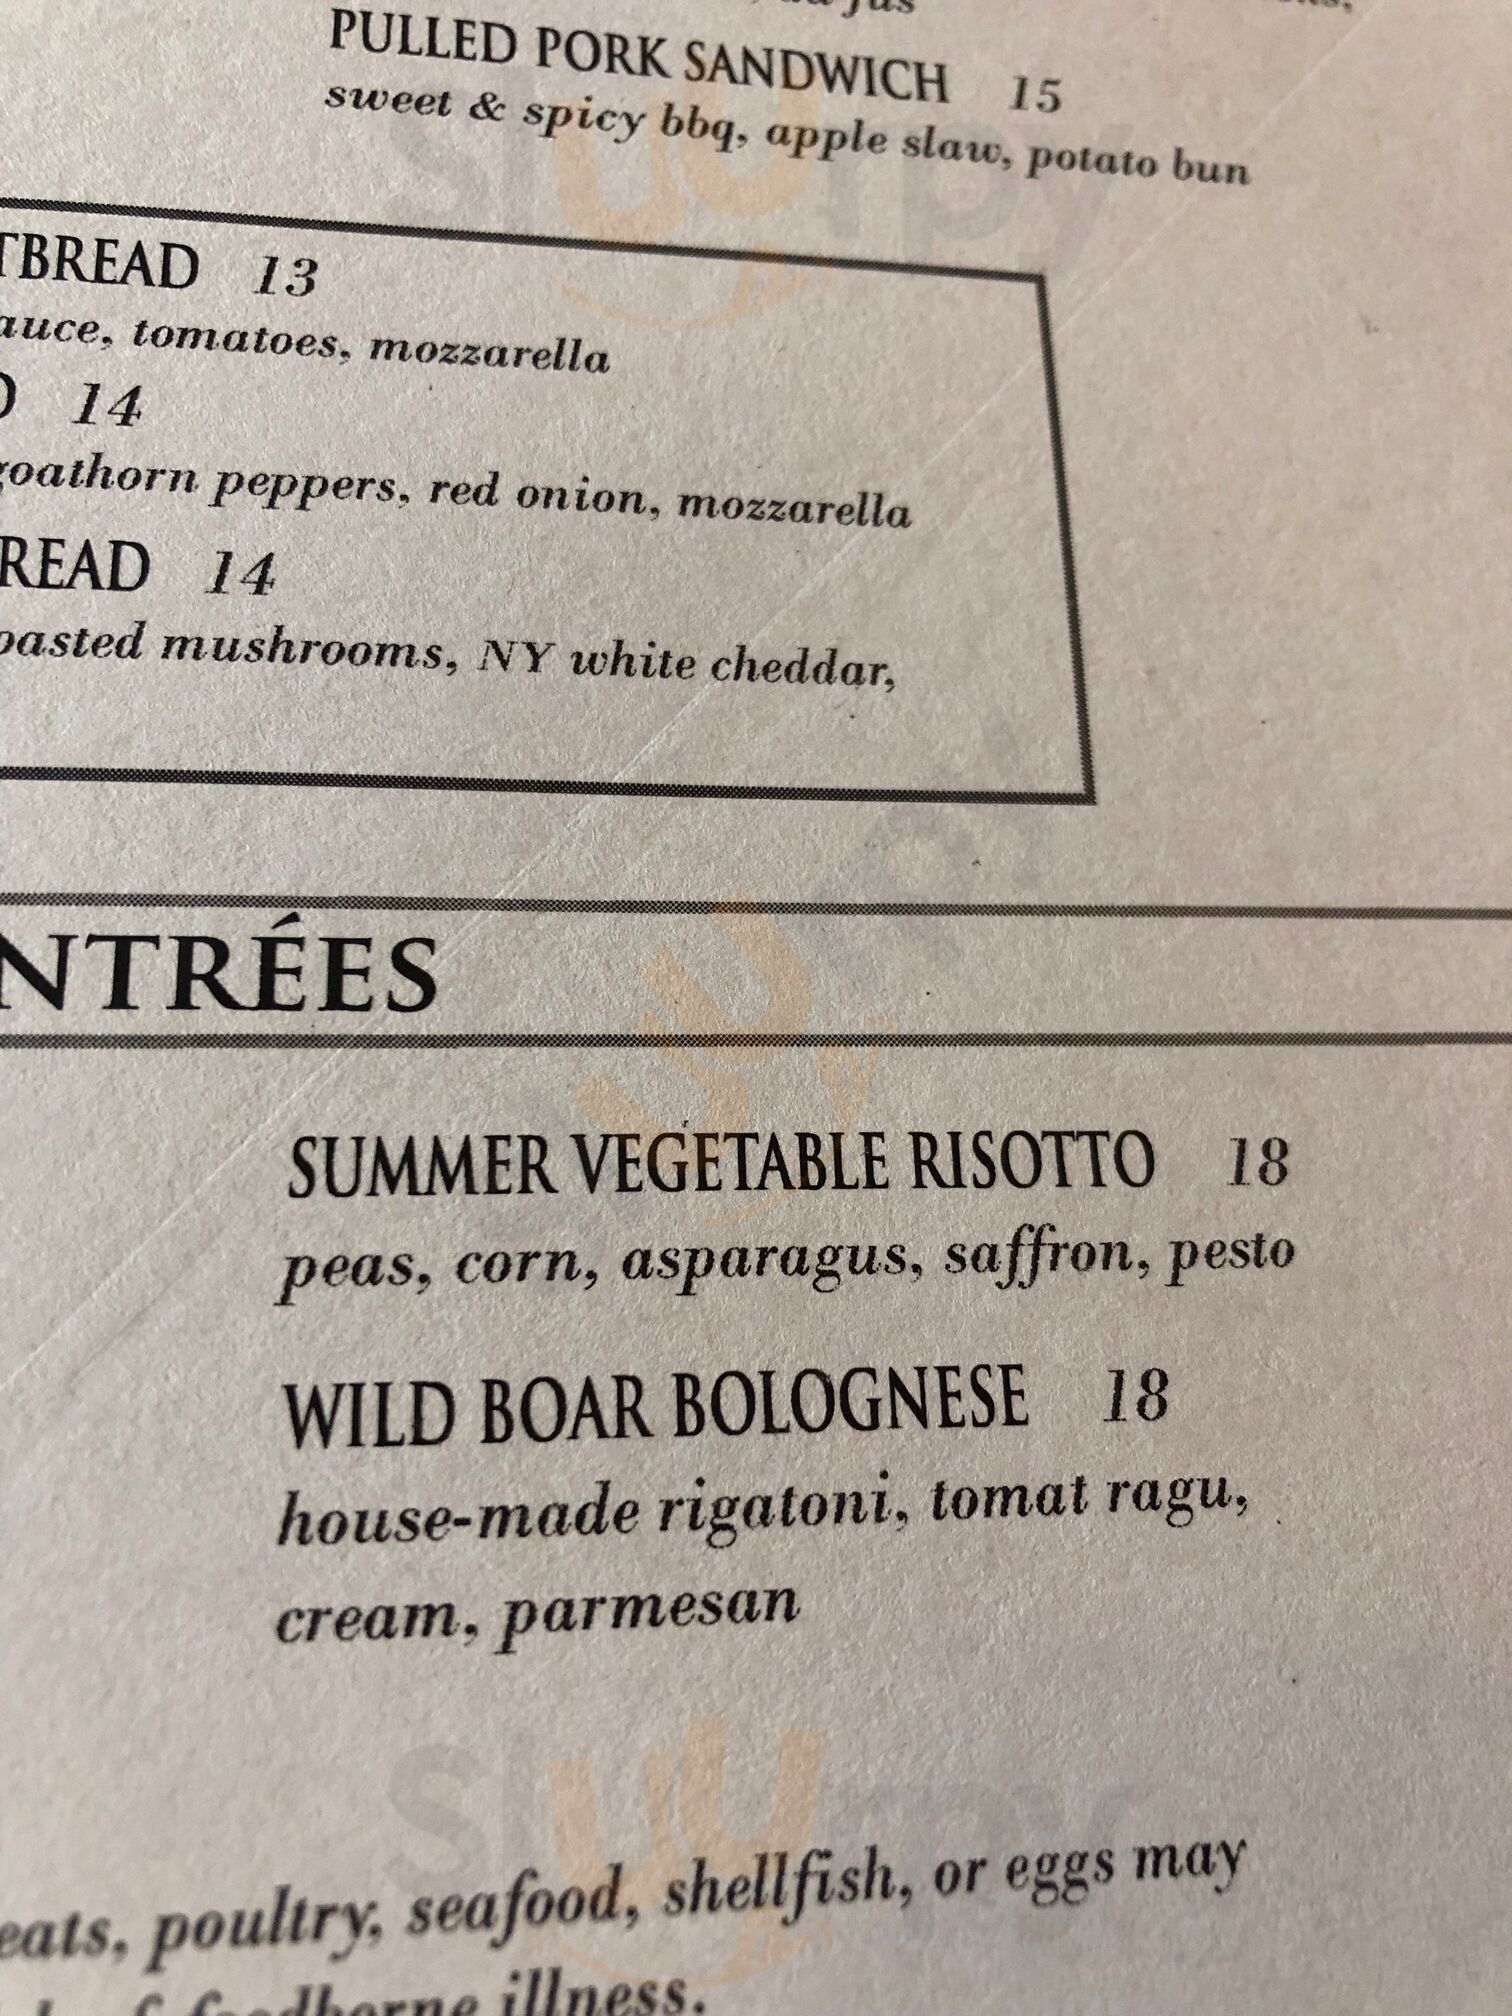 PULLED PORK SANDWICH 15
sweet & spicy bbq, apple slaw, potato bun
TBREAD 13
auce, tomatoes, mozzarella
D 14
goathorn peppers, red onion, mozzarella
READ 14
oasted mushrooms, NY white cheddar,
NTRÉES
SUMMER VEGETABLE RISOTTO 18
peas, corn, asparagus, saffron, pesto
WILD BOAR BOLOGNESE 18
house-made rigatoni, tomat ragu,
cream, parmesan
eats, poultry, seafood, shellfish, or eggs may
foodborne illness.